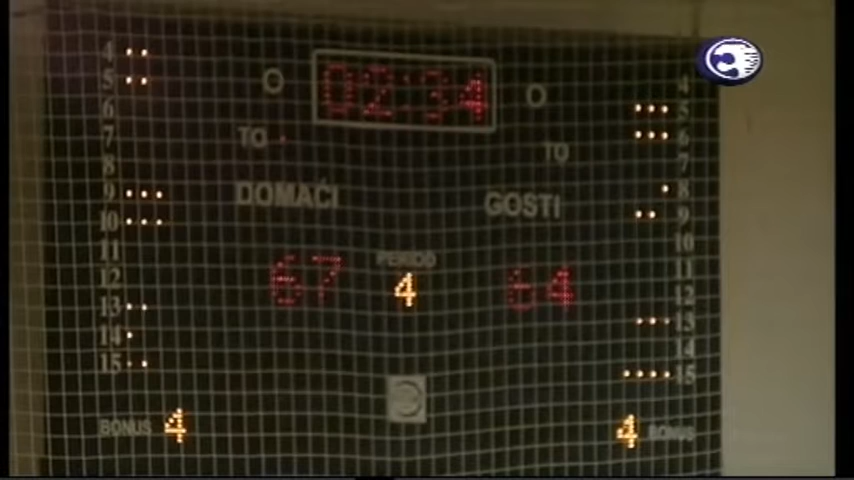 02:34
4 4
5 5
6 6
7 TO TO 7
8 8
9 DOMAĆI GOSTI 9
10 10
11 67 PERIOD 64 11
12 4 12
13 13
14 14
15 15
BONUS 4 4 BONUS